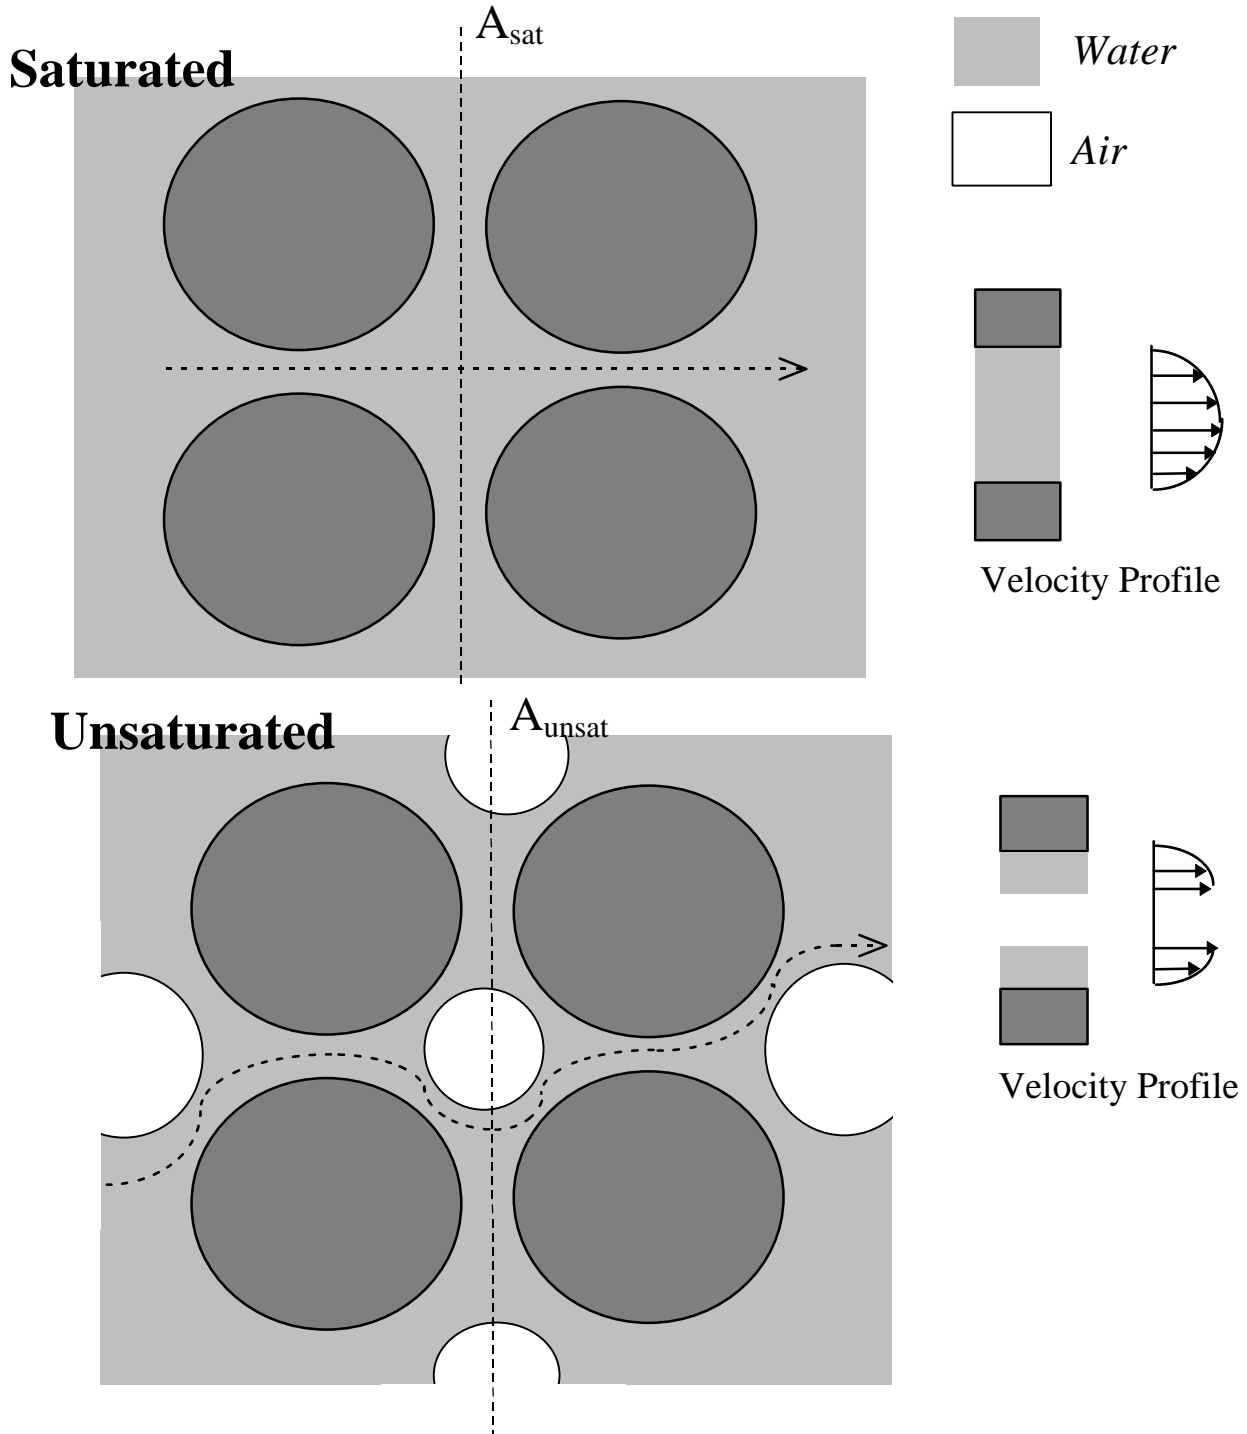 A_sat
Saturated
Water
Air
Velocity Profile
A_unsat
Unsaturated
Velocity Profile